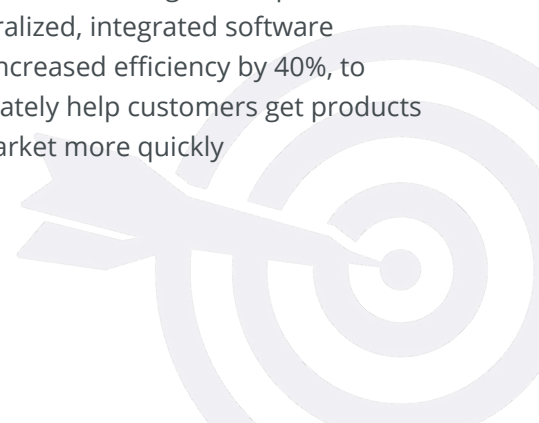 ralized, integrated software
ncreased efficiency by 40%, to
ately help customers get products
arket more quickly